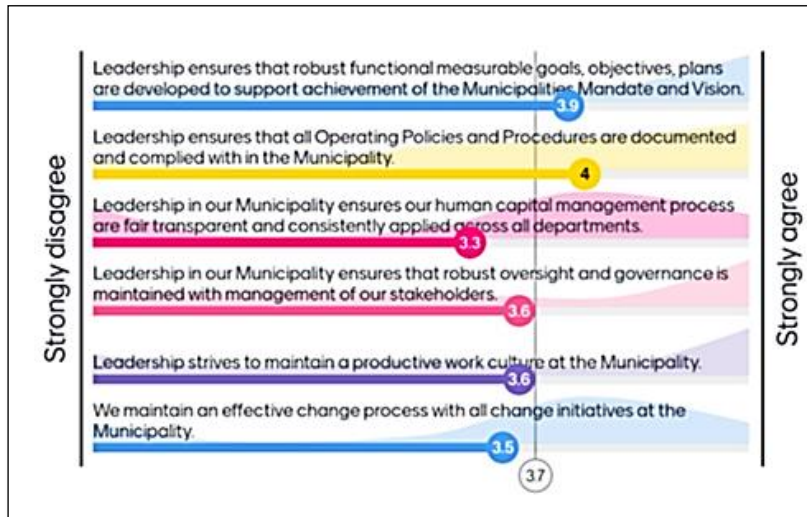 Strongly disagree
Leadership ensures that robust functional measurable goals, objectives, plans
are developed to support achievement of the Municipalities Mandate and Vision.
3.9
Leadership ensures that all Operating Policies and Procedures are documented
and complied with in the Municipality.
4
Leadership in our Municipality ensures our human capital management process
are fair transparent and consistently applied across all departments.
3.3
Leadership in our Municipality ensures that robust oversight and governance is
maintained with management of our stakeholders.
3.6
Leadership strives to maintain a productive work culture at the Municipality.
3.6
We maintain an effective change process with all change initiatives at the
Municipality.
3.5
3.7
Strongly agree